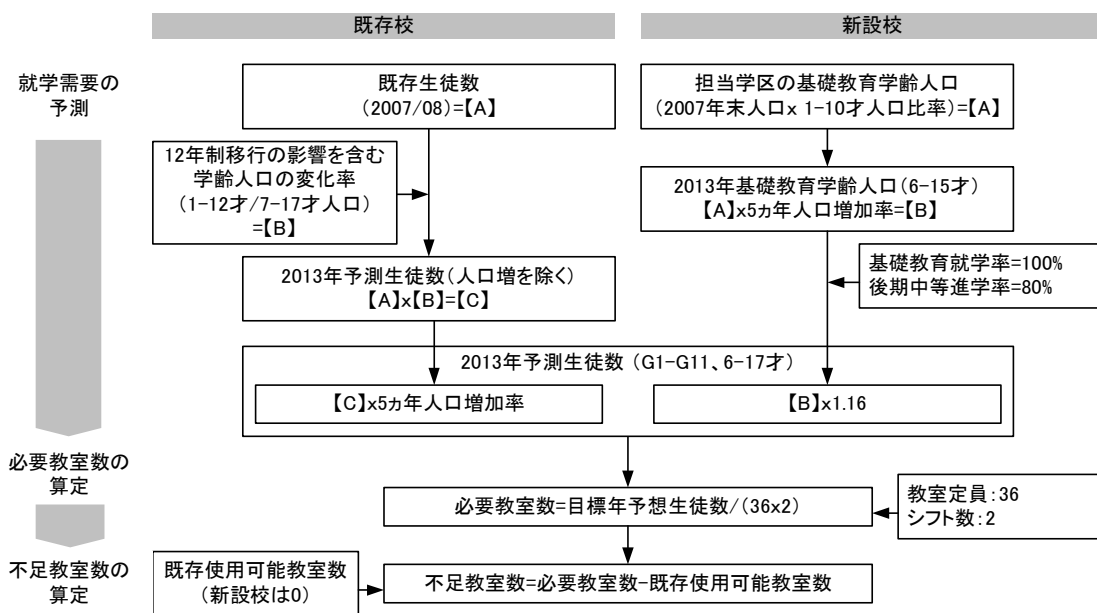 既存校
新設校
就学需要の
予測
既存生徒数
(2007/08)=【A】
担当学区の基礎教育学齢人口
(2007年末人口x 1-10才人口比率)=【A】
12年制移行の影響を含む
学齢人口の変化率
(1-12才/7-17才人口)
=【B】
2013年基礎教育学齢人口(6-15才)
【A】x5ヵ年人口増加率=【B】
基礎教育就学率=100%
後期中等進学率=80%
2013年予測生徒数(人口増を除く)
【A】x【B】=【C】
2013年予測生徒数 (G1-G11、6-17才)
【C】x5ヵ年人口増加率
【B】x1.16
必要教室数の
算定
必要教室数=目標年予想生徒数/(36x2)
教室定員:36
シフト数:2
不足教室数の
算定
既存使用可能教室数
(新設校は0)
不足教室数=必要教室数-既存使用可能教室数